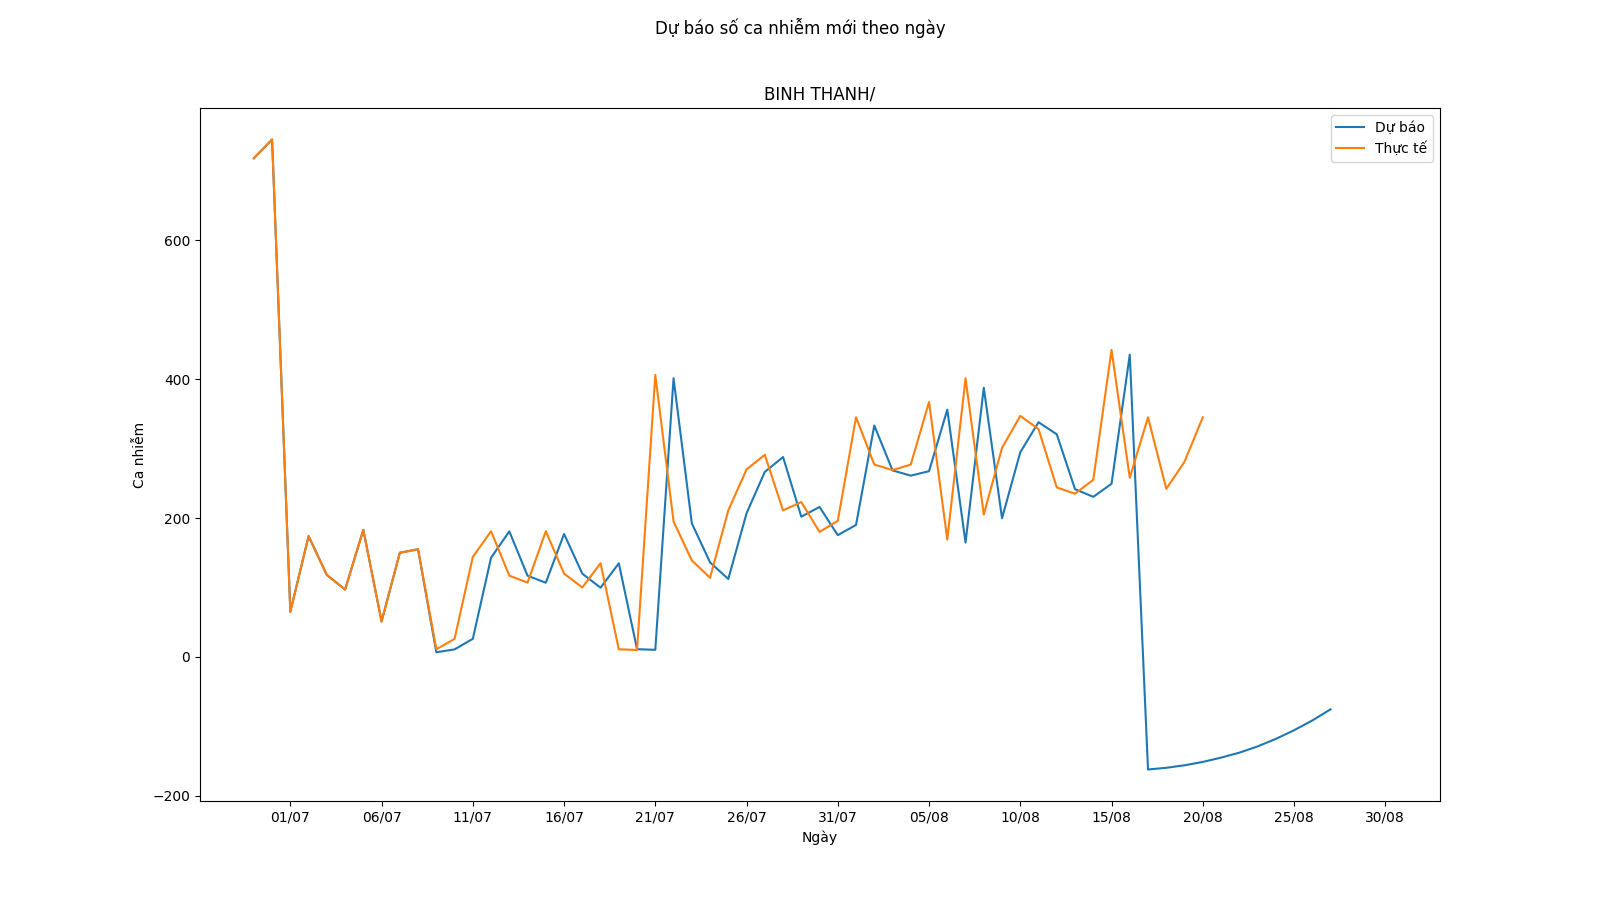 Dự báo số ca nhiễm mới theo ngày
BINH THANH/
Dự báo
Thực tế
600
400
200
0
−200
Ca nhiễm
01/07 06/07 11/07 16/07 21/07 26/07 31/07 05/08 10/08 15/08 20/08 25/08 30/08
Ngày